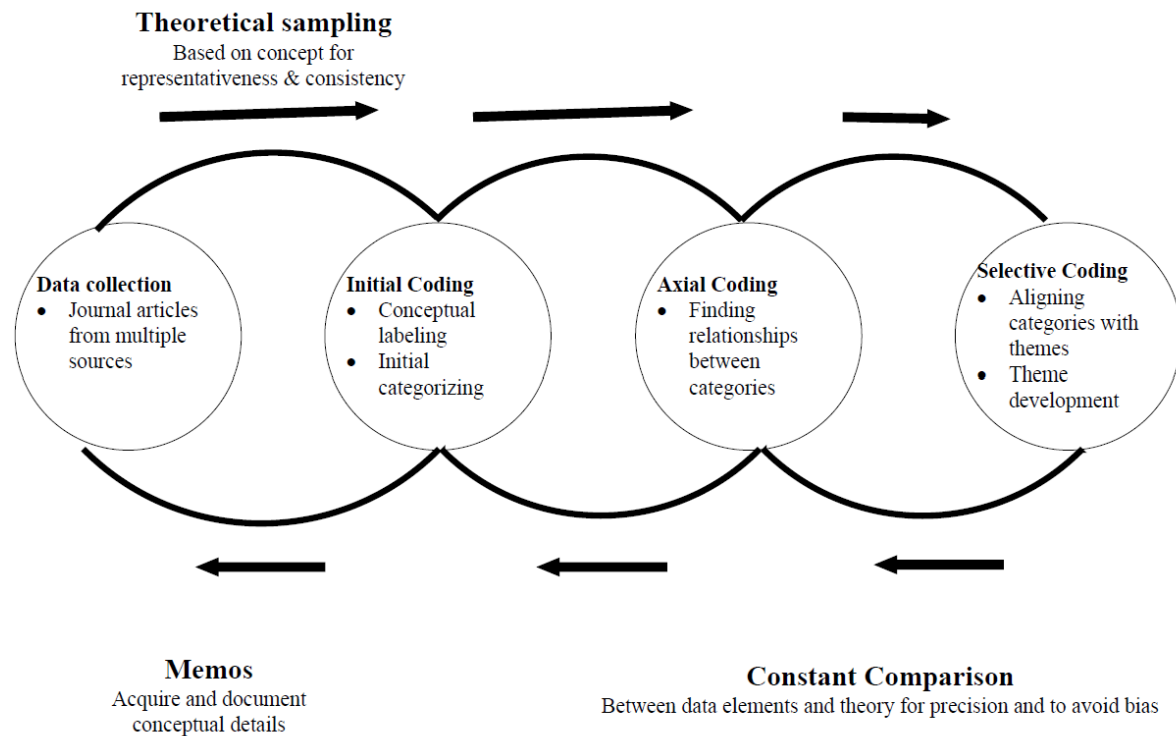 Theoretical sampling
Based on concept for
representativeness & consistency
Data collection
• Journal articles
from multiple
sources
Initial Coding
• Conceptual
labeling
• Initial
categorizing
Axial Coding
• Finding
relationships
between
categories
Selective Coding
• Aligning
categories with
themes
• Theme
development
Memos
Acquire and document
conceptual details
Constant Comparison
Between data elements and theory for precision and to avoid bias